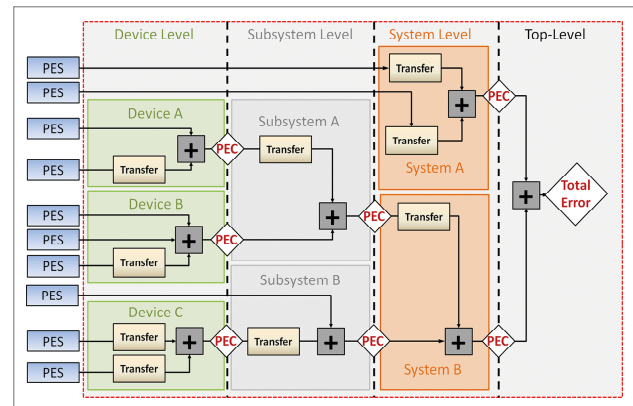 Device Level
Subsystem Level
System Level
Top-Level
PES
Transfer
PES
PEC
Device A
Subsystem A
PES
Transfer
PEC
Transfer
PES
Transfer
System A
Device B
Total
Error
PES
PES
PEC
PEC
Transfer
PES
Transfer
Subsystem B
PES
Device C
PES
Transfer
PEC
Transfer
PEC
PEC
PES
Transfer
System B